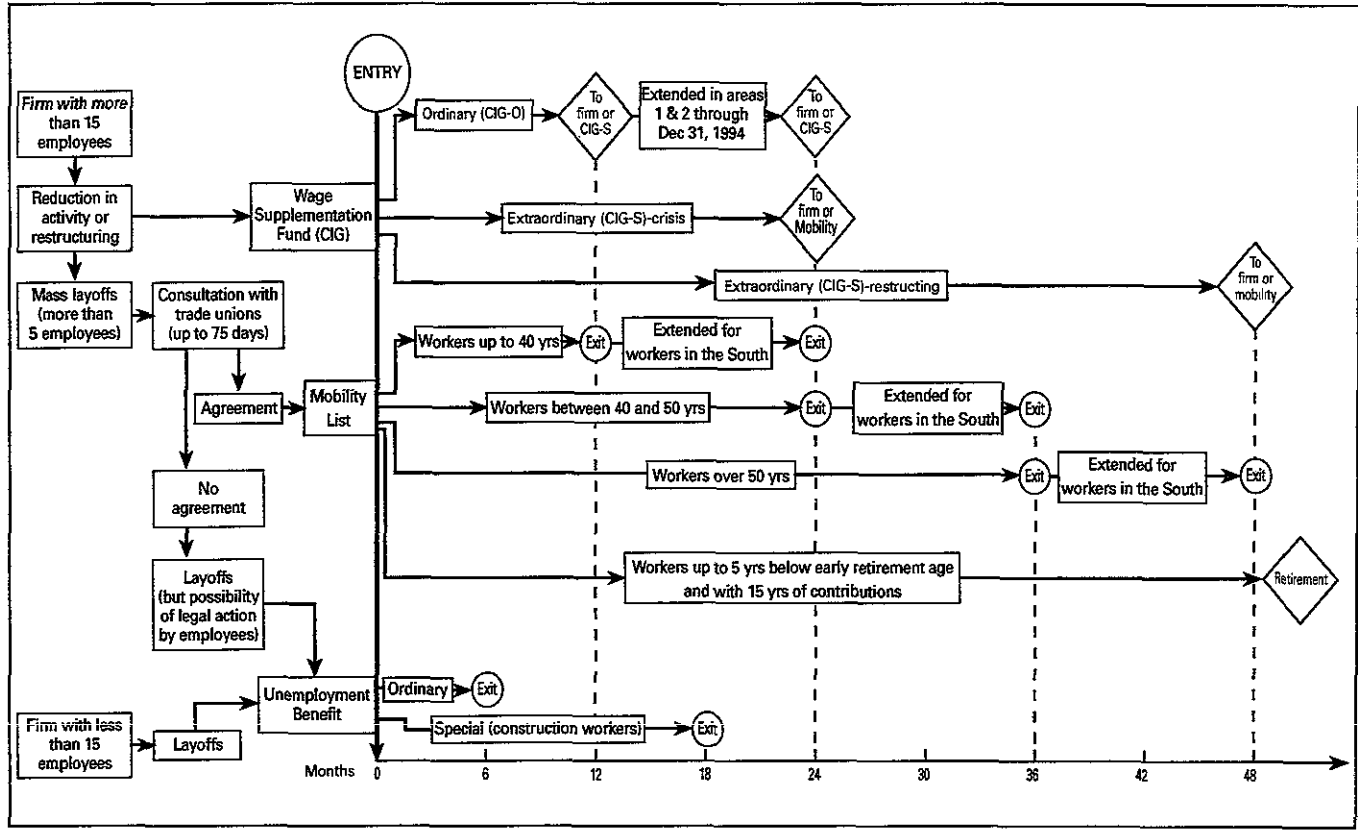 ENTRY
Firm with more
than 15
employees
Reduction in
activity or
restructuring
Wage
Supplementation
Fund (CIG)
Ordinary (CIG-O)
To
firm or
CIG-S
Extended in areas
1 & 2 through
Dec 31, 1994
To
firm or
CIG-S
Extraordinary (CIG-S)-crisis
To
firm or
Mobility
Extraordinary (CIG-S)-restructing
To
firm or
mobility
Mass layoffs
(more than
5 employees)
Consultation with
trade unions
(up to 75 days)
Agreement
Mobility
List
Workers up to 40 yrs
Exit
Extended for
workers in the South
Exit
Workers between 40 and 50 yrs
Exit
Extended for
workers in the South
Exit
Workers over 50 yrs
Exit
Extended for
workers in the South
Exit
Workers up to 5 yrs below early retirement age
and with 15 yrs of contributions
Retirement
No
agreement
Layoffs
(but possibility
of legal action
by employees)
Unemployment
Benefit
Ordinary
Exit
Special (construction workers)
Exit
Firm with less
than 15
employees
Layoffs
Months 0 6 12 18 24 30 36 42 48